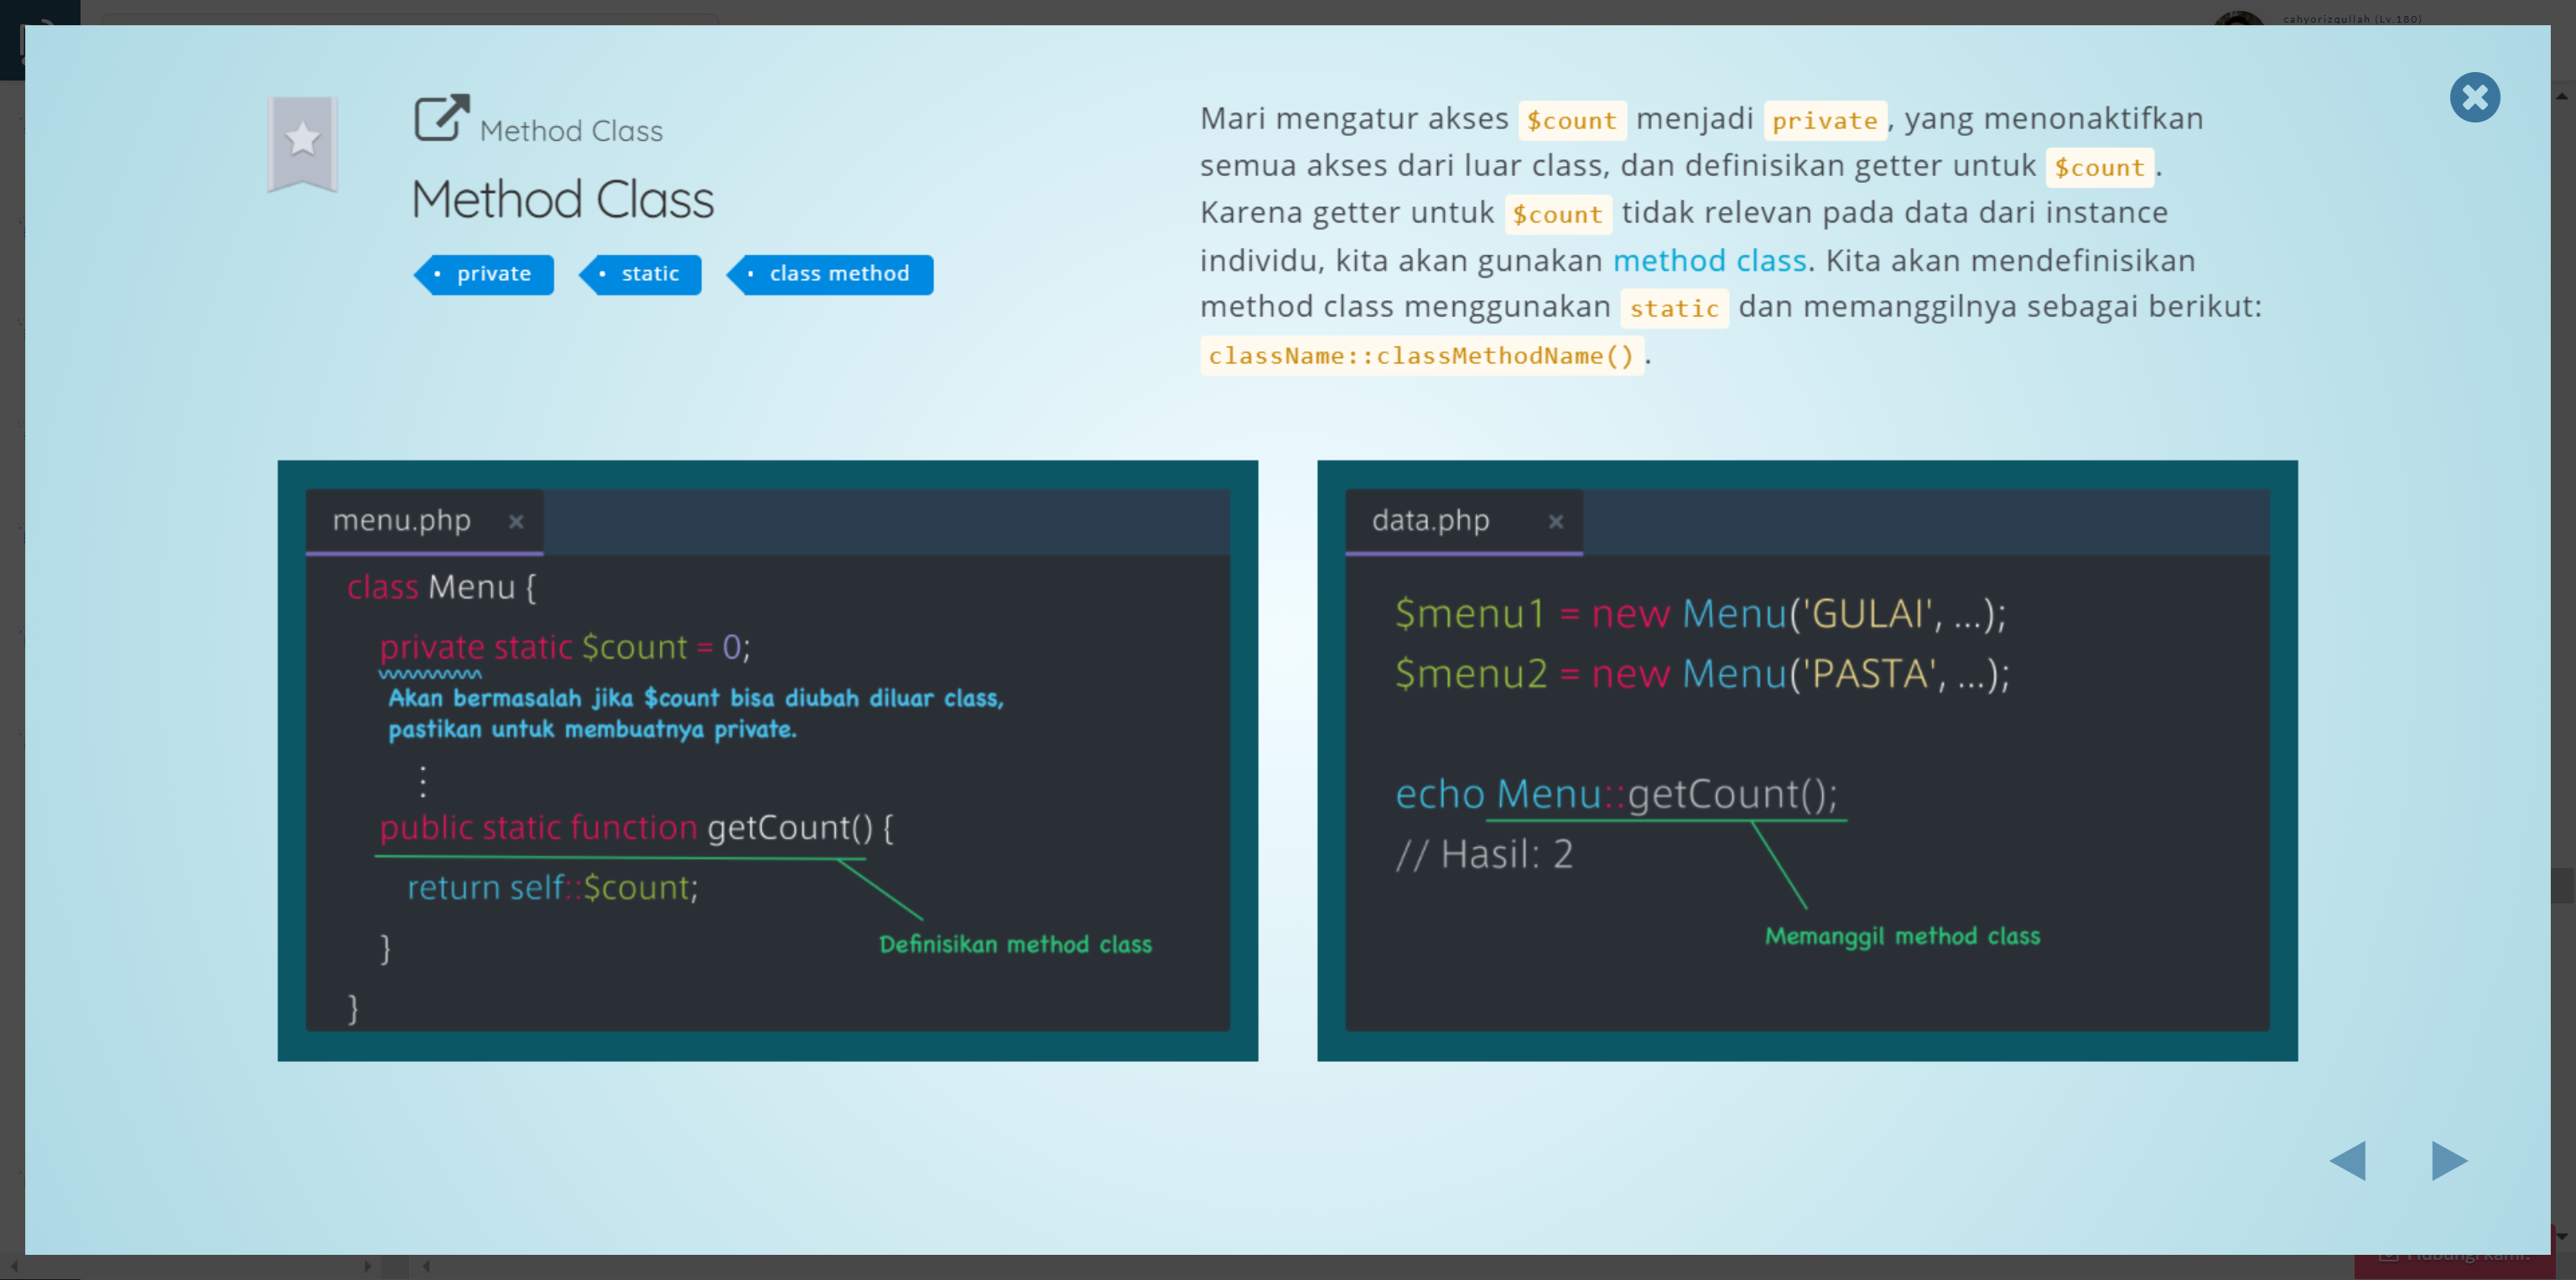 cahyorizqullah (Lv.180)
Method Class
Method Class
private
static
class method
Mari mengatur akses $count menjadi private, yang menonaktifkan
semua akses dari luar class, dan definisikan getter untuk $count.
Karena getter untuk $count tidak relevan pada data dari instance
individu, kita akan gunakan method class. Kita akan mendefinisikan
method class menggunakan static dan memanggilnya sebagai berikut:
className::classMethodName().
menu.php
class Menu {
private static $count = 0;
Akan bermasalah jika $count bisa diubah diluar class,
pastikan untuk membuatnya private.
public static function getCount() {
return self::$count;
Definisikan method class
}
}
data.php
$menu1 = new Menu('GULAI', ...);
$menu2 = new Menu('PASTA', ...);
echo Menu::getCount();
// Hasil: 2
Memanggil method class
Hubungi kami.